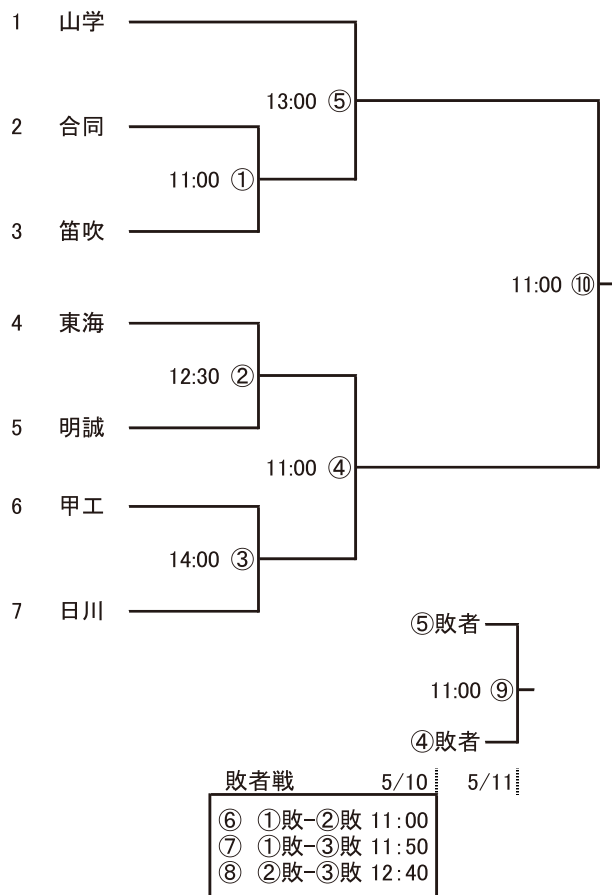 1 山学
13:00 ⑤
2 合同
11:00 ①
3 笛吹
11:00 ⑩
4 東海
12:30 ②
5 明誠
11:00 ④
6 甲工
14:00 ③
7 日川
⑤敗者
11:00 ⑨
④敗者
敗者戦 5/10 5/11
⑥ ①敗-②敗 11:00
⑦ ①敗-③敗 11:50
⑧ ②敗-③敗 12:40